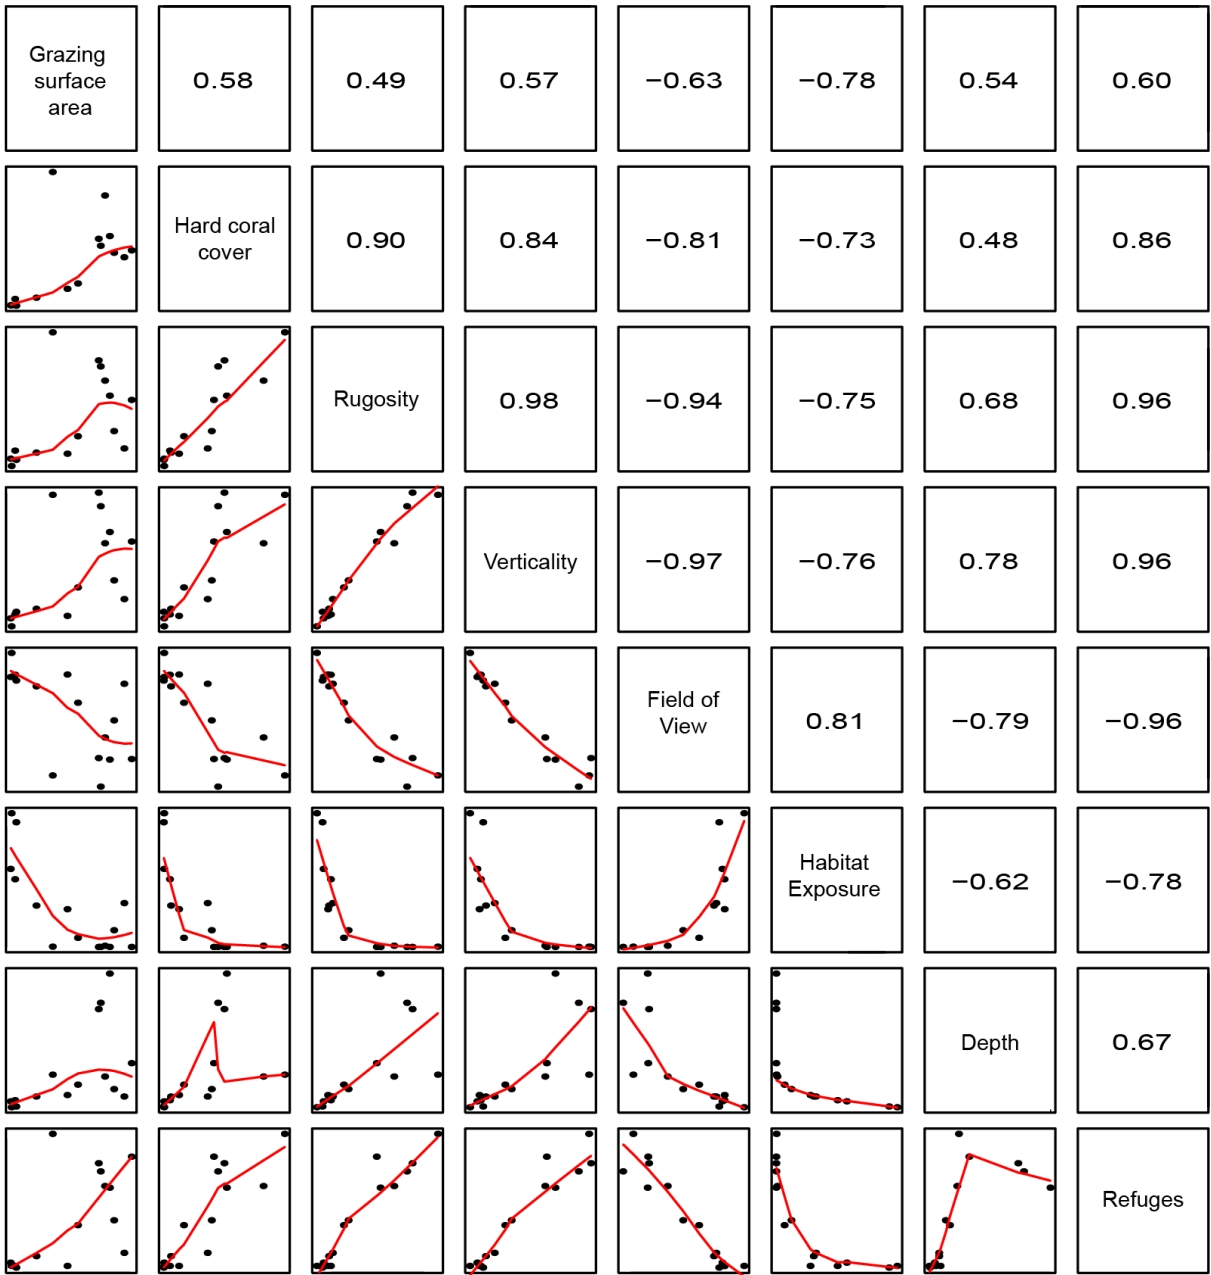 Grazing
surface
area
0.58
0.49
0.57
−0.63
−0.78
0.54
0.60
Hard coral
cover
0.90
0.84
−0.81
−0.73
0.48
0.86
Rugosity
0.98
−0.94
−0.75
0.68
0.96
Verticality
−0.97
−0.76
0.78
0.96
Field of
View
0.81
−0.79
−0.96
Habitat
Exposure
−0.62
−0.78
Depth
0.67
Refuges